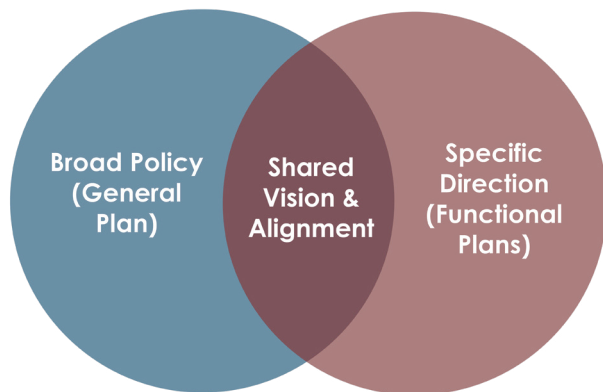 Broad Policy
(General
Plan)
Shared
Vision &
Alignment
Specific
Direction
(Functional
Plans)